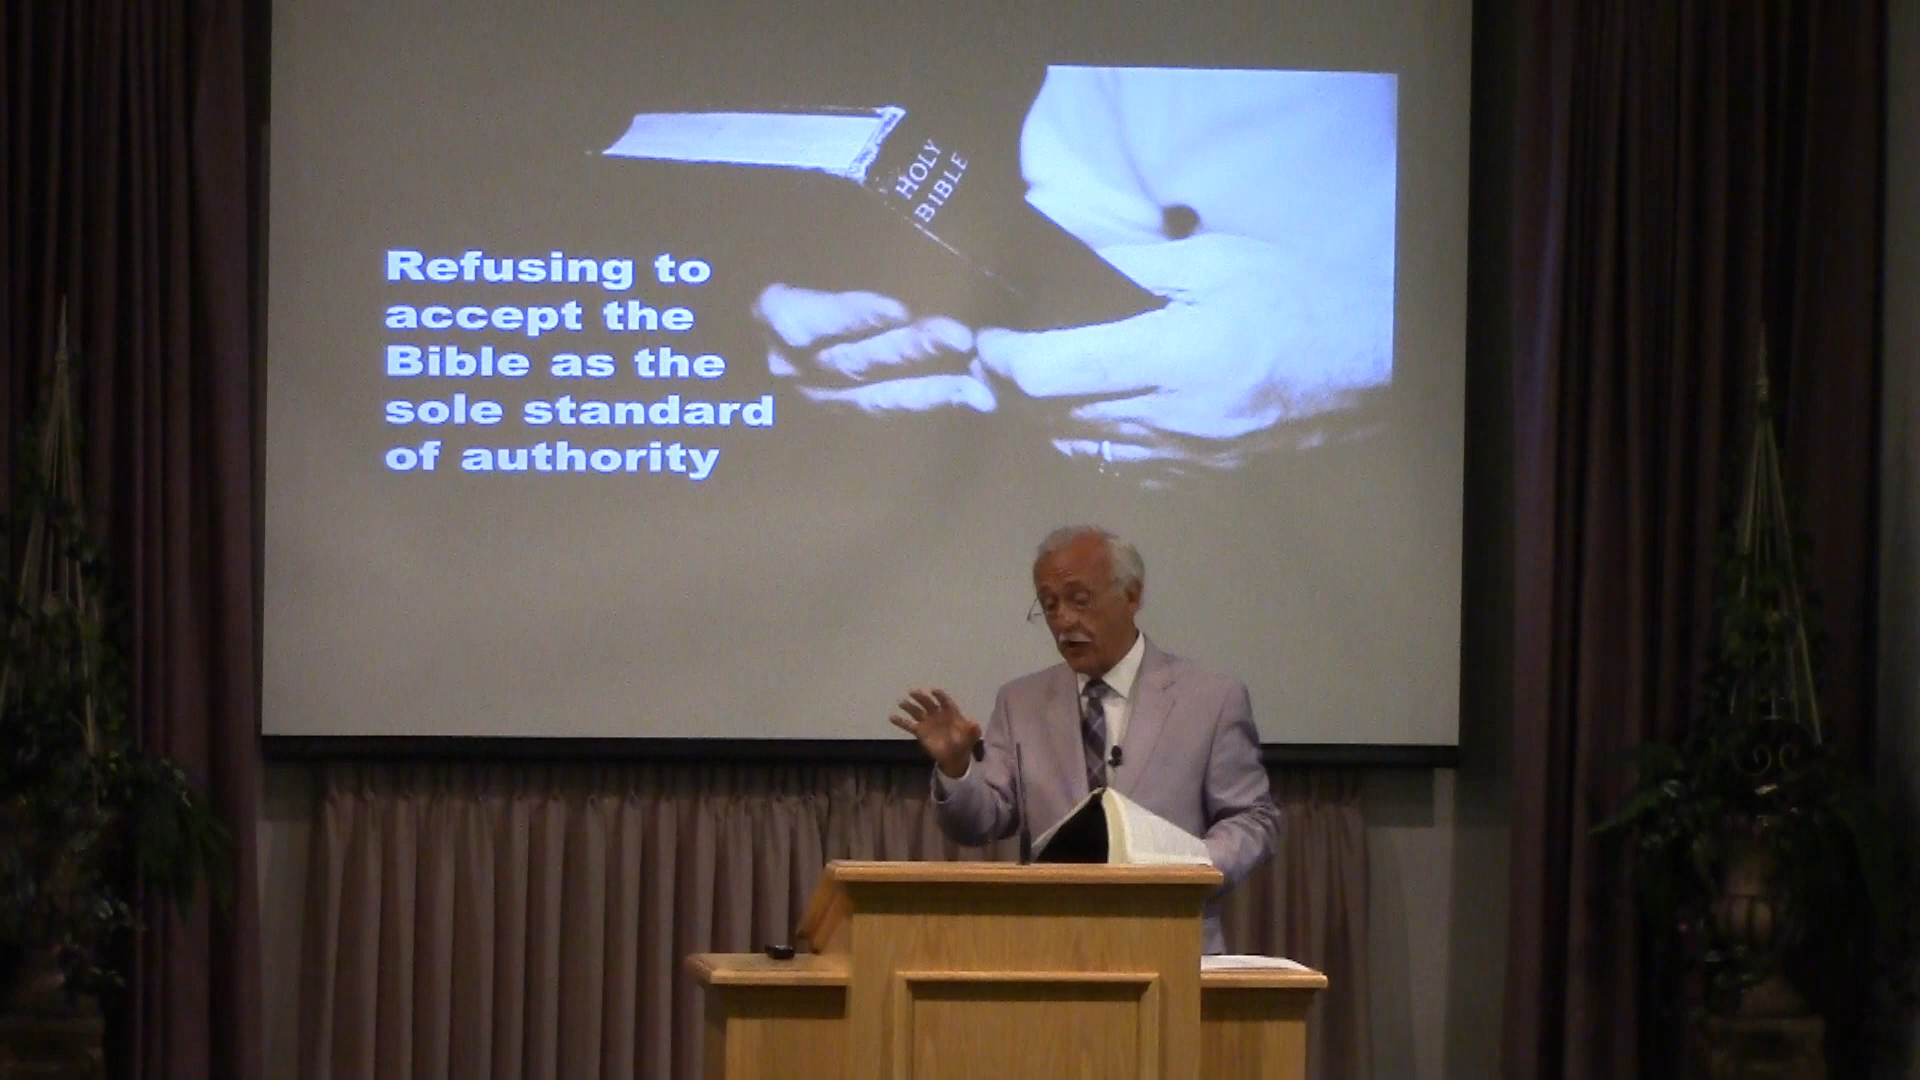 HOLY
BIBLE
Refusing to
accept the
Bible as the
sole standard
of authority